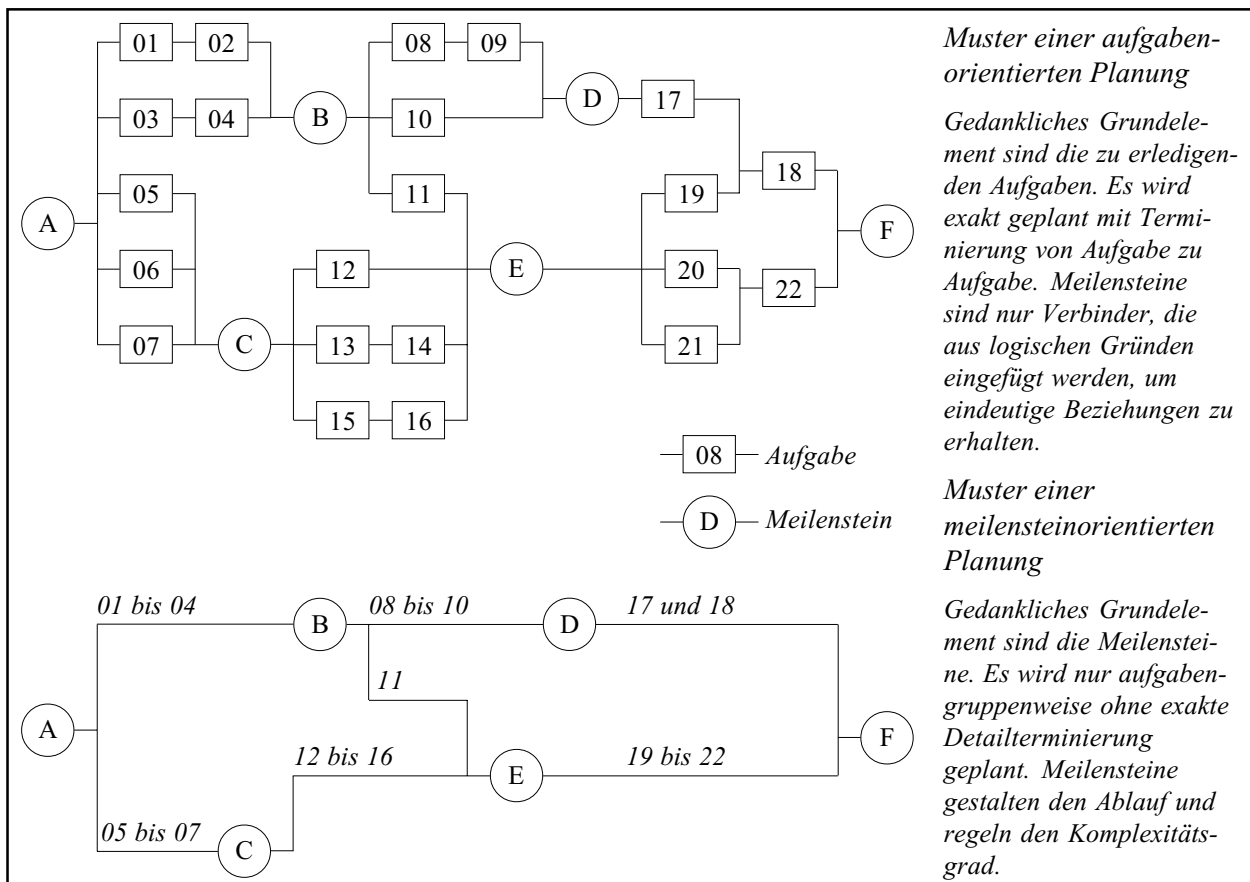 01 02 08 09
03 04 B 10 D 17
05 11 19 18
A F
06 12 E 20 22
07 C 13 14 21
15 16
08 Aufgabe
D Meilenstein
Muster einer aufgaben-
orientierten Planung
Gedankliches Grundele-
ment sind die zu erledigen-
den Aufgaben. Es wird
exakt geplant mit Termi-
nierung von Aufgabe zu
Aufgabe. Meilensteine
sind nur Verbinder, die
aus logischen Gründen
eingefügt werden, um
eindeutige Beziehungen zu
erhalten.
01 bis 04 B 08 bis 10 D 17 und 18
11
A F
12 bis 16 E 19 bis 22
05 bis 07 C
Muster einer
meilensteinorientierten
Planung
Gedankliches Grundele-
ment sind die Meilenstei-
ne. Es wird nur aufgaben-
gruppenweise ohne exakte
Detailterminierung
geplant. Meilensteine
gestalten den Ablauf und
regeln den Komplexitäts-
grad.